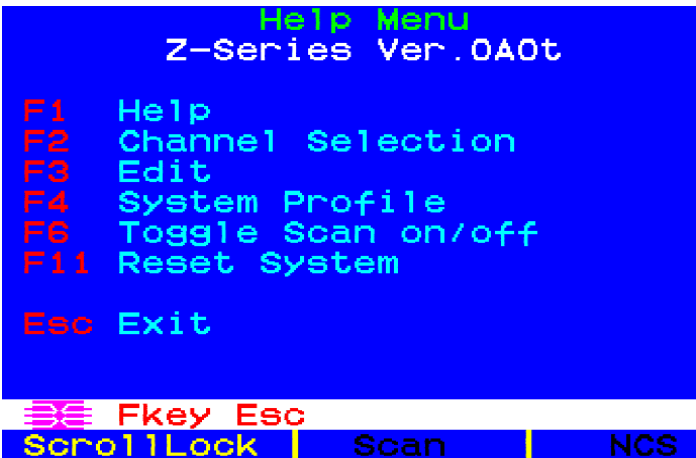 Help Menu
Z-Series Ver.0A0t
F1 Help
F2 Channel Selection
F3 Edit
F4 System Profile
F6 Toggle Scan on/off
F11 Reset System
Esc Exit
Fkey Esc
ScrollLock Scan NCS